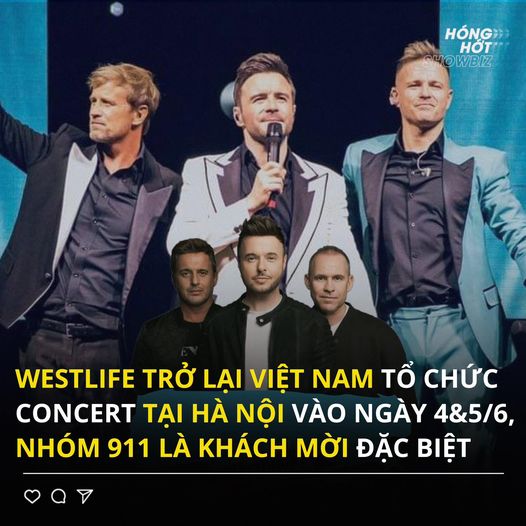 HÓNG
HỚT
SHOWBIZ
WESTLIFE TRỞ LẠI VIỆT NAM TỔ CHỨC
CONCERT TẠI HÀ NỘI VÀO NGÀY 4&5/6,
NHÓM 911 LÀ KHÁCH MỜI ĐẶC BIỆT